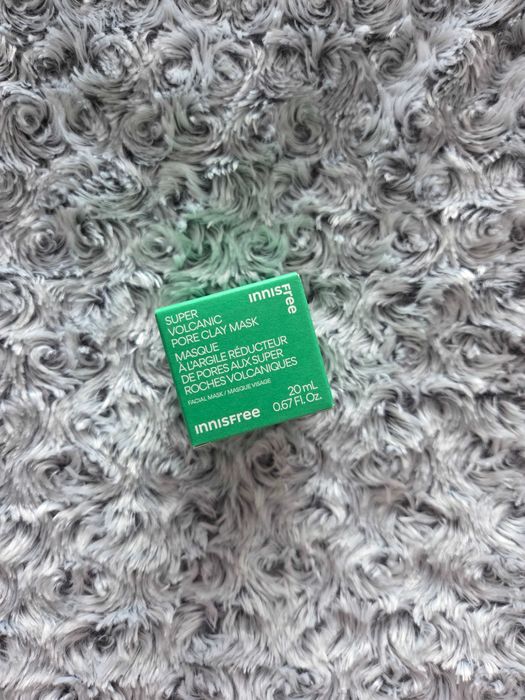 INNISFree
SUPER
VOLCANIC
PORE CLAY MASK
MASQUE
À L'ARGILE RÉDUCTEUR
DE PORES AUX SUPER
ROCHES VOLCANIQUES
FACIAL MASK / MASQUE VISAGE
20 mL
0.67 Fl. Oz.
INNISFree